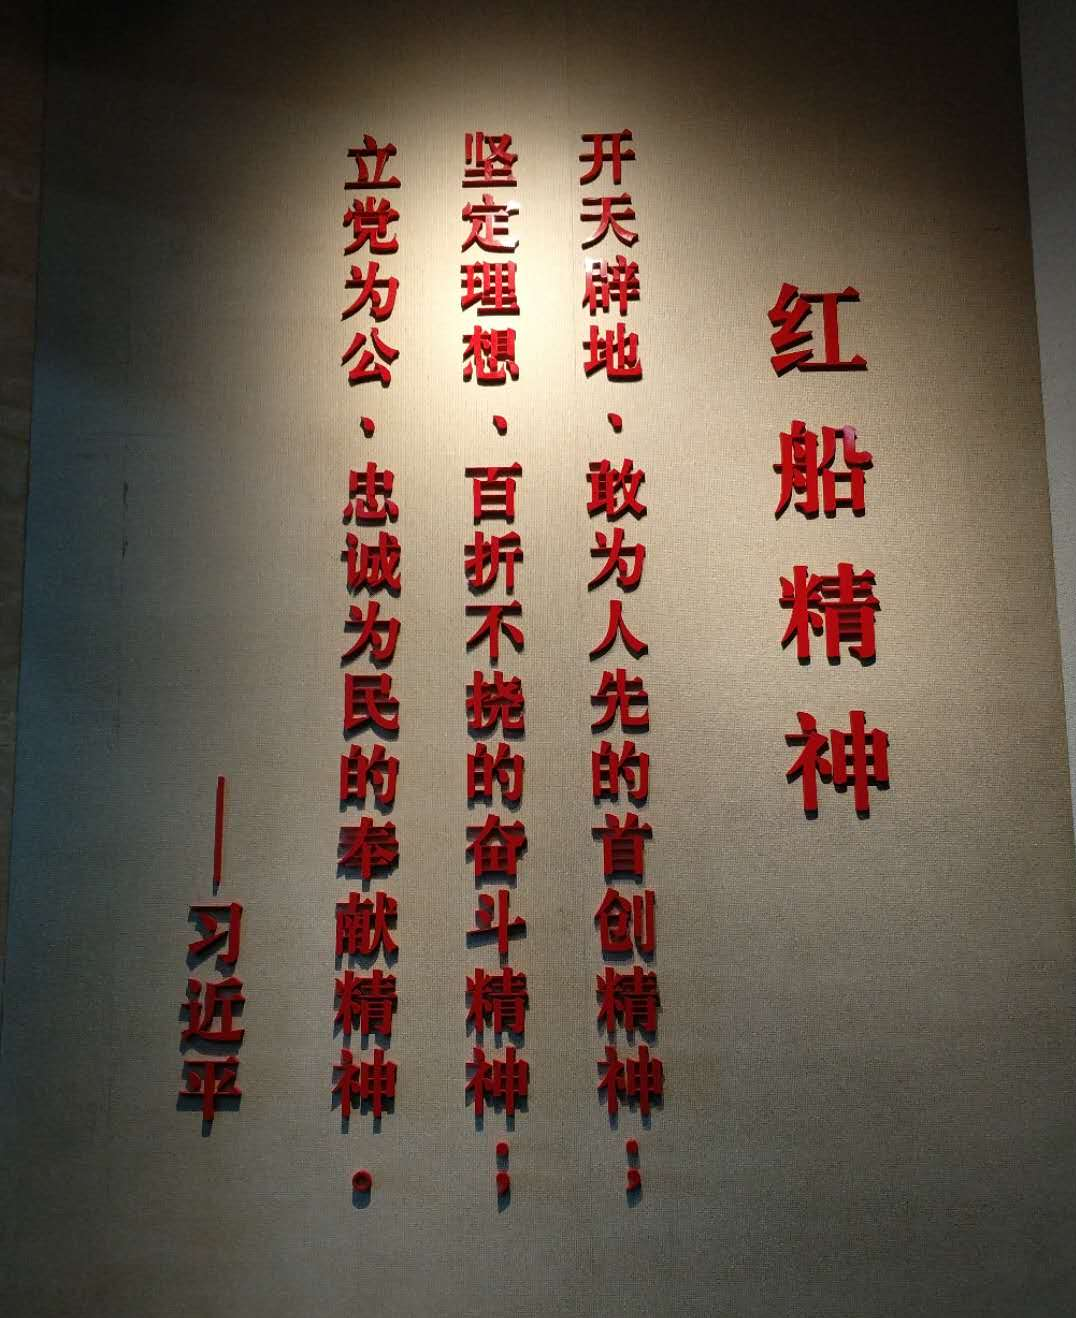 红船精神
开天辟地、敢为人先的首创精神；
坚定理想、百折不挠的奋斗精神；
立党为公、忠诚为民的奉献精神。
——习近平